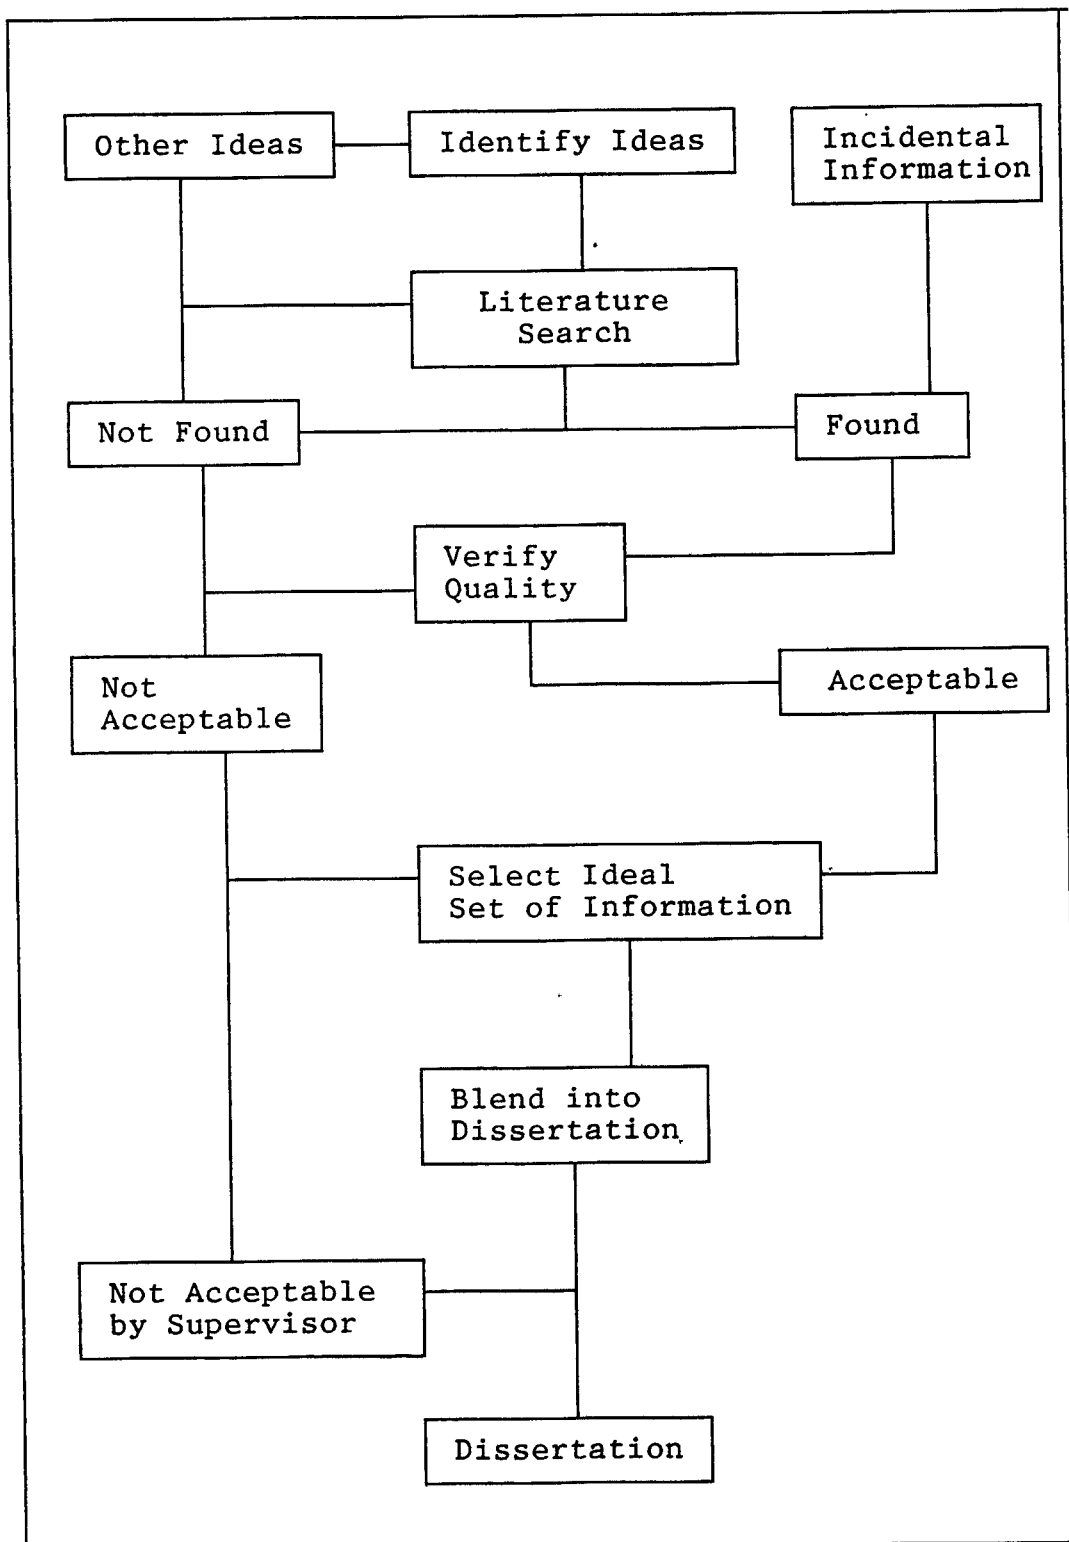 Other Ideas
Identify Ideas
Incidental
Information
Literature
Search
Not Found
Found
Verify
Quality
Not
Acceptable
Acceptable
Select Ideal
Set of Information
Blend into
Dissertation
Not Acceptable
by Supervisor
Dissertation